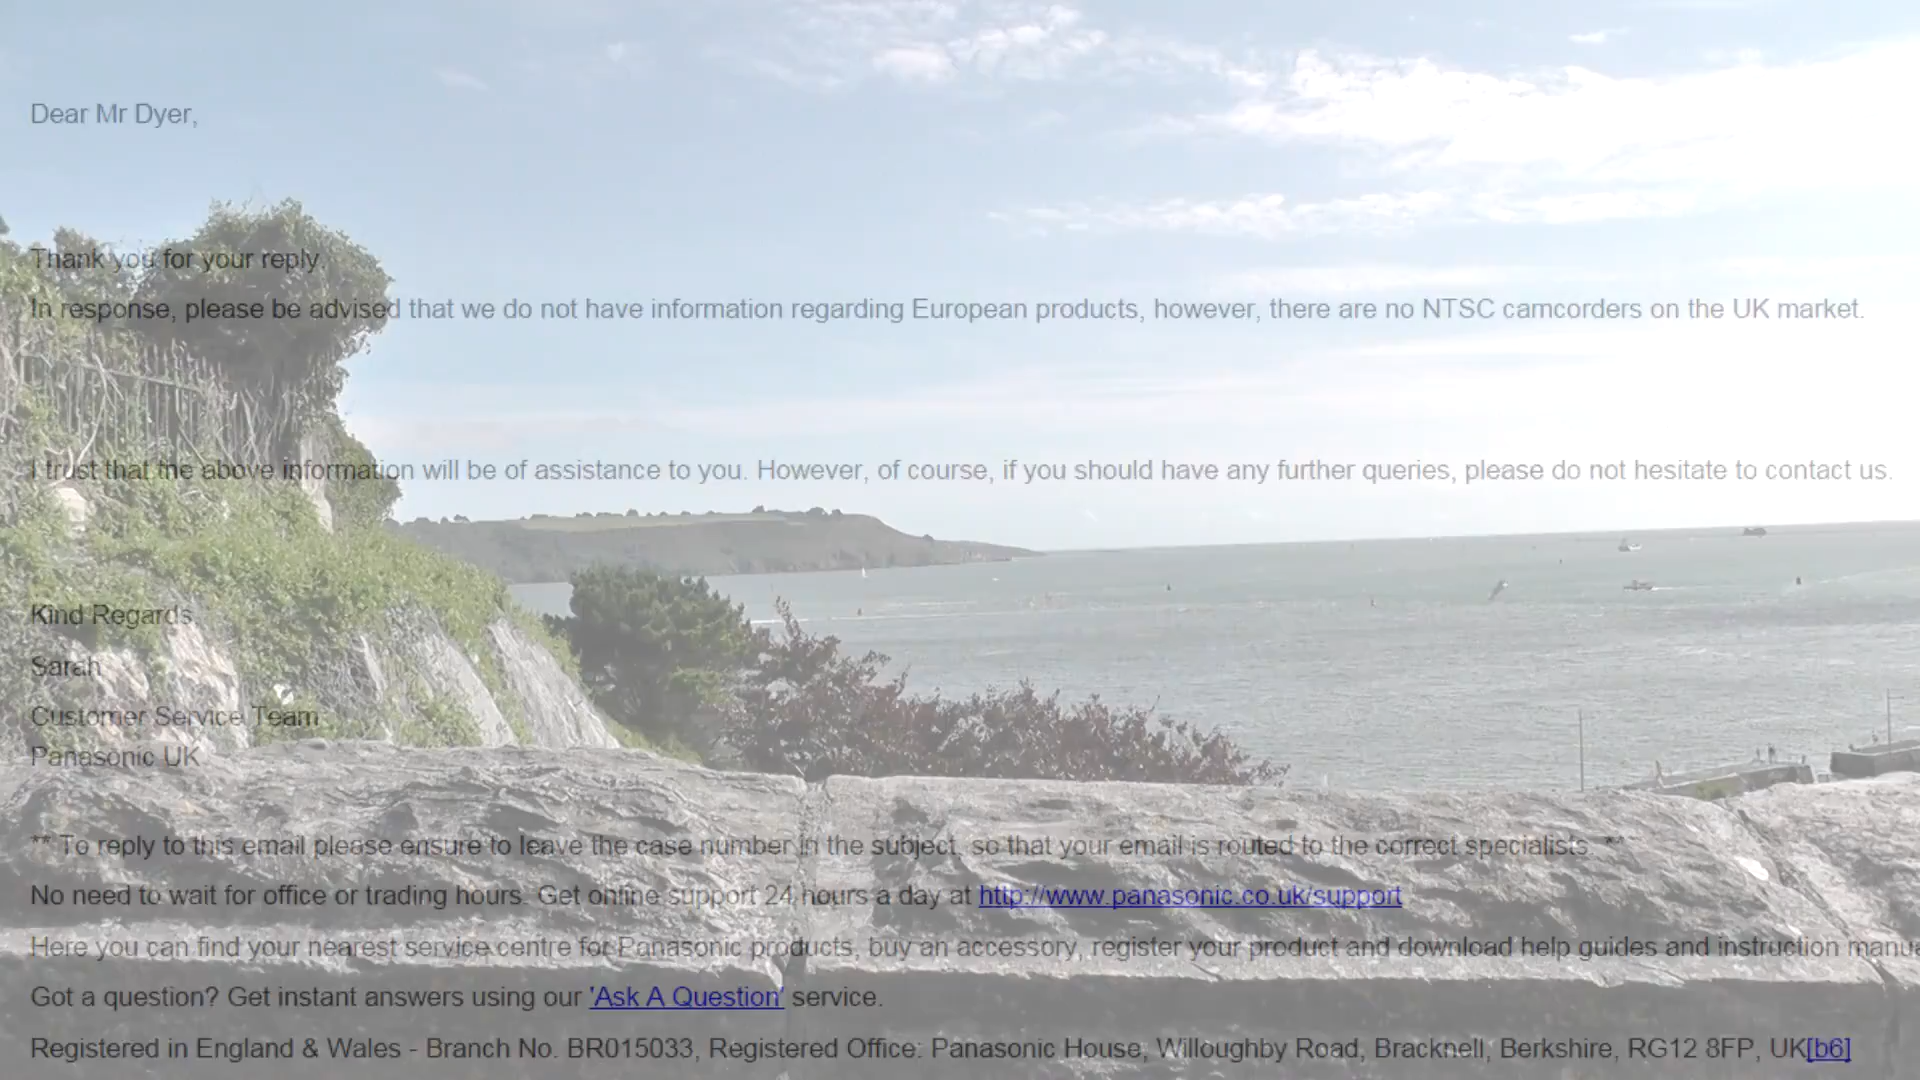 Dear Mr Dyer,
Thank you for your reply.
In response, please be advised that we do not have information regarding European products, however, there are no NTSC camcorders on the UK market.
I trust that the above information will be of assistance to you. However, of course, if you should have any further queries, please do not hesitate to contact us.
Kind Regards
Sarah
Customer Service Team
Panasonic UK
** To reply to this email please ensure to leave the case number in the subject, so that your email is routed to the correct specialists. **
No need to wait for office or trading hours. Get online support 24 hours a day at http://www.panasonic.co.uk/support
Here you can find your nearest service centre for Panasonic products, buy an accessory, register your product and download help guides and instruction manua
Got a question? Get instant answers using our 'Ask A Question' service.
Registered in England & Wales - Branch No. BR015033, Registered Office: Panasonic House, Willoughby Road, Bracknell, Berkshire, RG12 8FP, UK[b6]